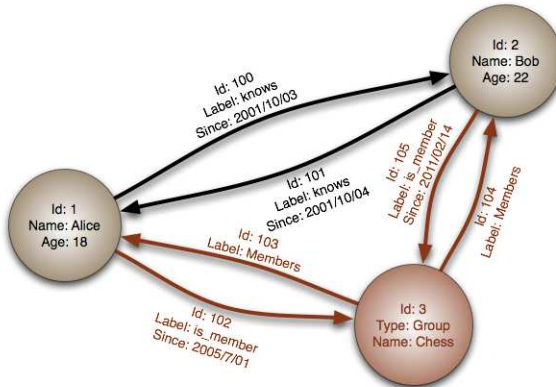 Id: 2
Name: Bob
Age: 22
Id: 100
Label: knows
Since: 2001/10/03
Id: 101
Label: knows
Since: 2001/10/04
Id: 105
Label: is_member
Since: 2011/02/14
Id: 104
Label: Members
Id: 1
Name: Alice
Age: 18
Id: 103
Label: Members
Id: 102
Label: is_member
Since: 2005/7/01
Id: 3
Type: Group
Name: Chess